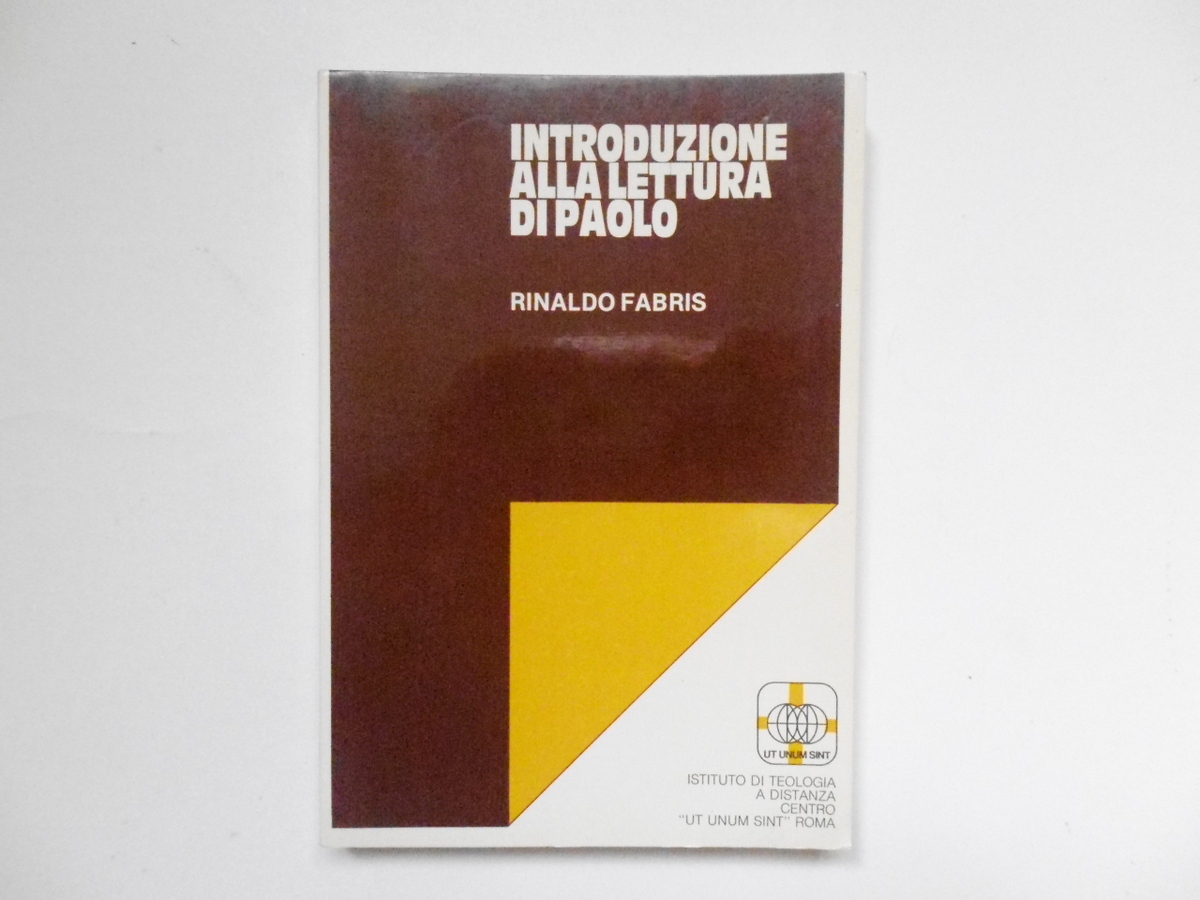 INTRODUZIONE
ALLA LETTURA
DI PAOLO
RINALDO FABRIS
UT UNUM SINT
ISTITUTO DI TEOLOGIA
A DISTANZA
CENTRO
"UT UNUM SINT" ROMA